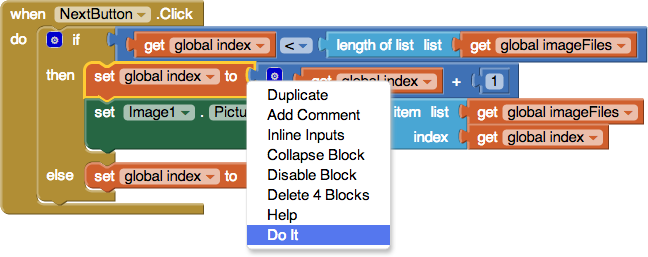 when NextButton .Click
do if get global index < length of list list get global imageFiles
then set global index to get global index + 1
set Image1 . Pictu item list get global imageFiles
index get global index
else set global index to
Duplicate
Add Comment
Inline Inputs
Collapse Block
Disable Block
Delete 4 Blocks
Help
Do It